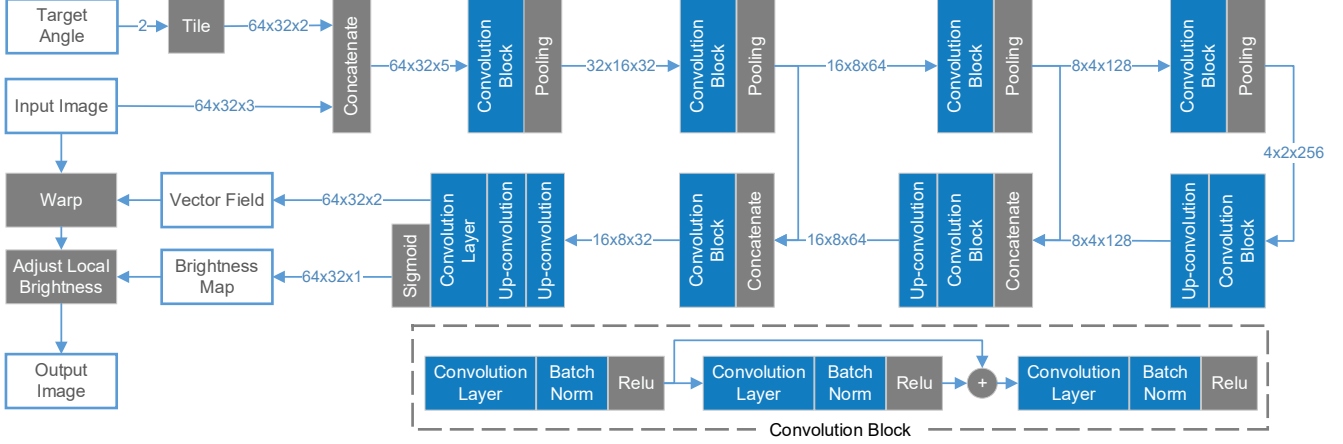 Target
Angle
2
Tile
64x32x2
Concatenate
64x32x5
Convolution
Block
Pooling
32x16x32
Convolution
Block
Pooling
16x8x64
Convolution
Block
Pooling
8x4x128
Convolution
Block
Pooling
Input Image
64x32x3
4x2x256
Warp
Vector Field
64x32x2
Convolution
Layer
Up-convolution
Up-convolution
16x8x32
Convolution
Block
Concatenate
16x8x64
Up-convolution
Convolution
Block
Concatenate
8x4x128
Up-convolution
Convolution
Block
Adjust Local
Brightness
Brightness
Map
64x32x1
Sigmoid
Output
Image
Convolution
Layer
Batch
Norm
Relu
Convolution
Layer
Batch
Norm
Relu
+
Convolution
Layer
Batch
Norm
Relu
Convolution Block